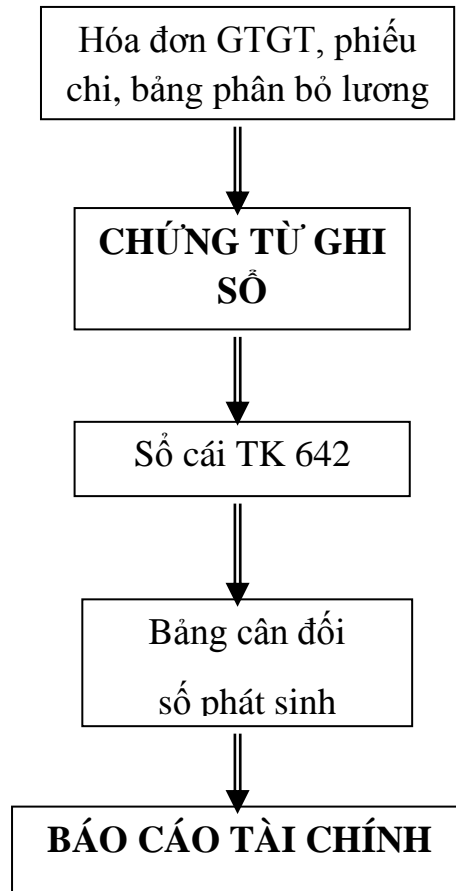 Hóa đơn GTGT, phiếu
chi, bảng phân bỏ lương
CHỨNG TỪ GHI
SỔ
Sổ cái TK 642
Bảng cân đối
số phát sinh
BÁO CÁO TÀI CHÍNH